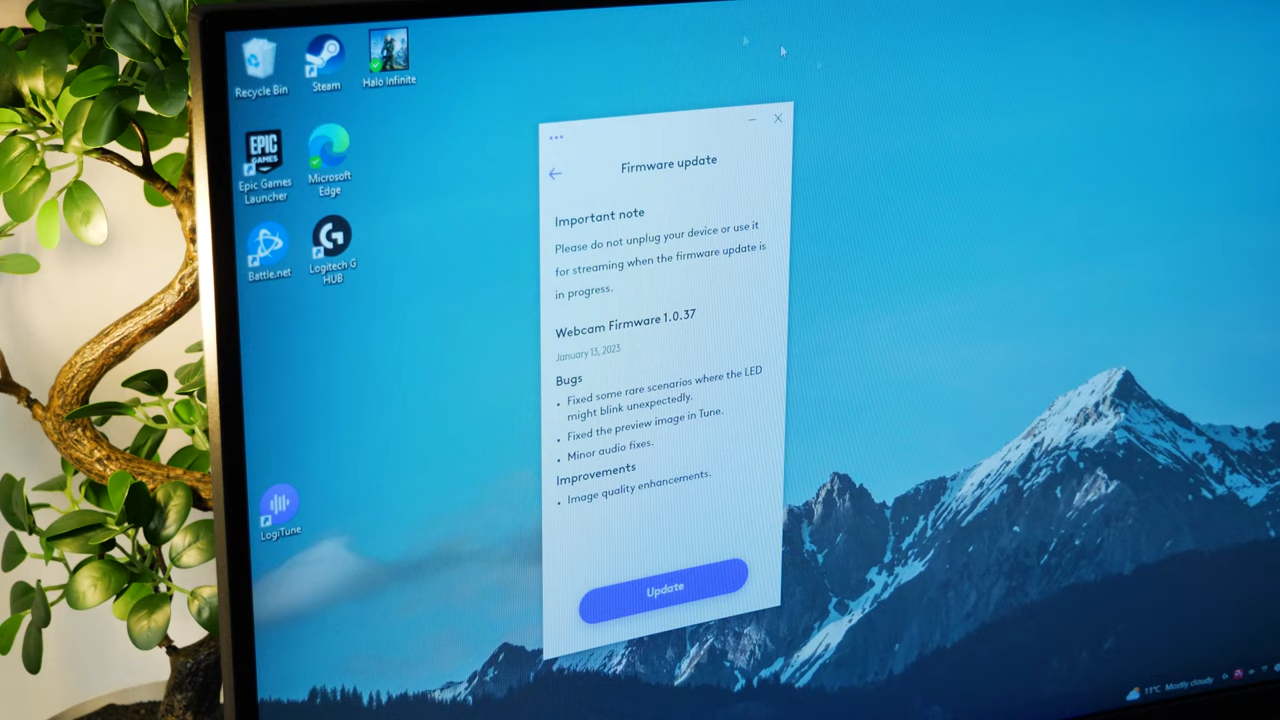 Recycle Bin
Steam
Halo Infinite
EPIC
GAMES
Epic Games
Launcher
Microsoft
Edge
Battle.net
Logitech G
HUB
LogiTune
Firmware update
Important note
Please do not unplug your device or use it
for streaming when the firmware update is
in progress.
Webcam Firmware 1.0.37
January 13, 2023
Bugs
• Fixed some rare scenarios where the LED
might blink unexpectedly.
• Fixed the preview image in Tune.
• Minor audio fixes.
Improvements
• Image quality enhancements.
Update
11°C Mostly cloudy